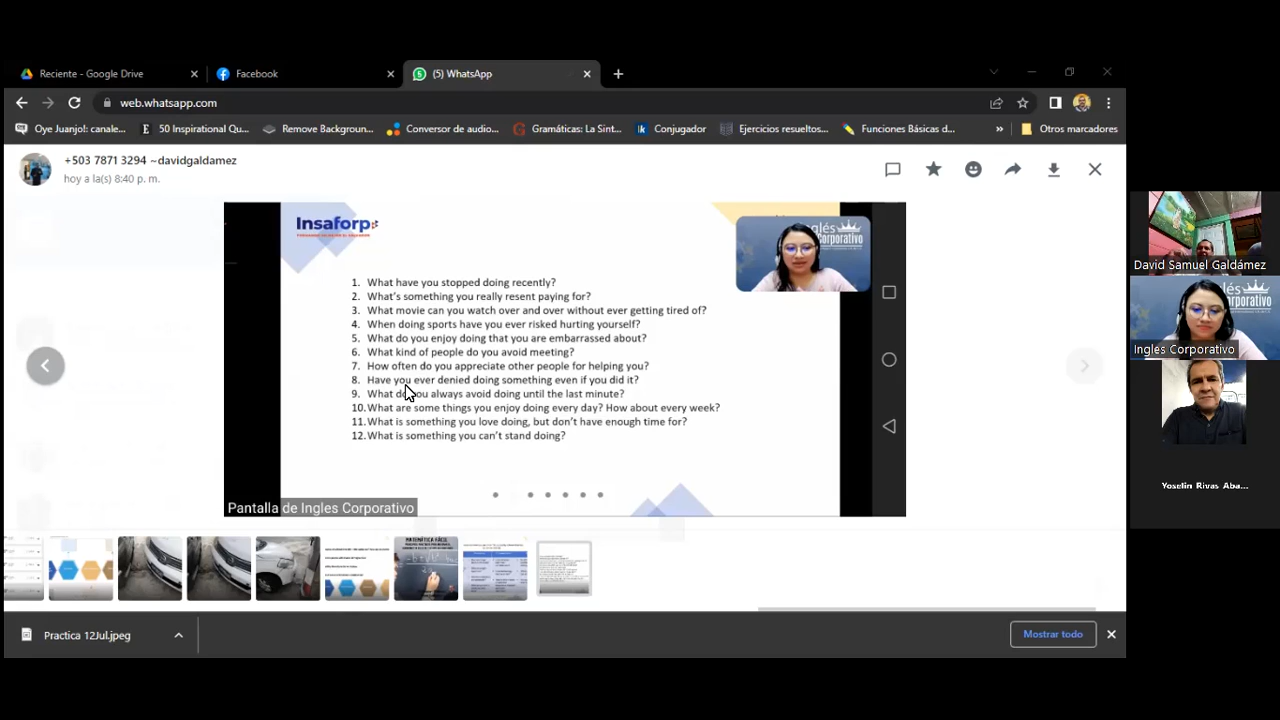 Reciente - Google Drive
Facebook
(5) WhatsApp
web.whatsapp.com
Oye Juanjo!: canale...
50 Inspirational Qu...
Remove Backgroun...
Conversor de audio...
Gramáticas: La Sint...
Conjugador
Ejercicios resueltos...
Funciones Básicas d...
»
Otros marcadores
+503 7871 3294 ~davidgaldamez
hoy a la(s) 8:40 p. m.
Insaforp
Inglés
Corporativo
1. What have you stopped doing recently?
2. What's something you really resent paying for?
3. What movie can you watch over and over without ever getting tired of?
4. When doing sports have you ever risked hurting yourself?
5. What do you enjoy doing that you are embarrassed about?
6. What kind of people do you avoid meeting?
7. How often do you appreciate other people for helping you?
8. Have you ever denied doing something even if you did it?
9. What do you always avoid doing until the last minute?
10. What are some things you enjoy doing every day? How about every week?
11. What is something you love doing, but don't have enough time for?
12. What is something you can't stand doing?
Pantalla de Ingles Corporativo
MATEMÁTICA FÁCIL
Practica 12Jul.jpeg
Mostrar todo
David Samuel Galdámez
Ingles Corporativo
Yoselin Rivas Aba...